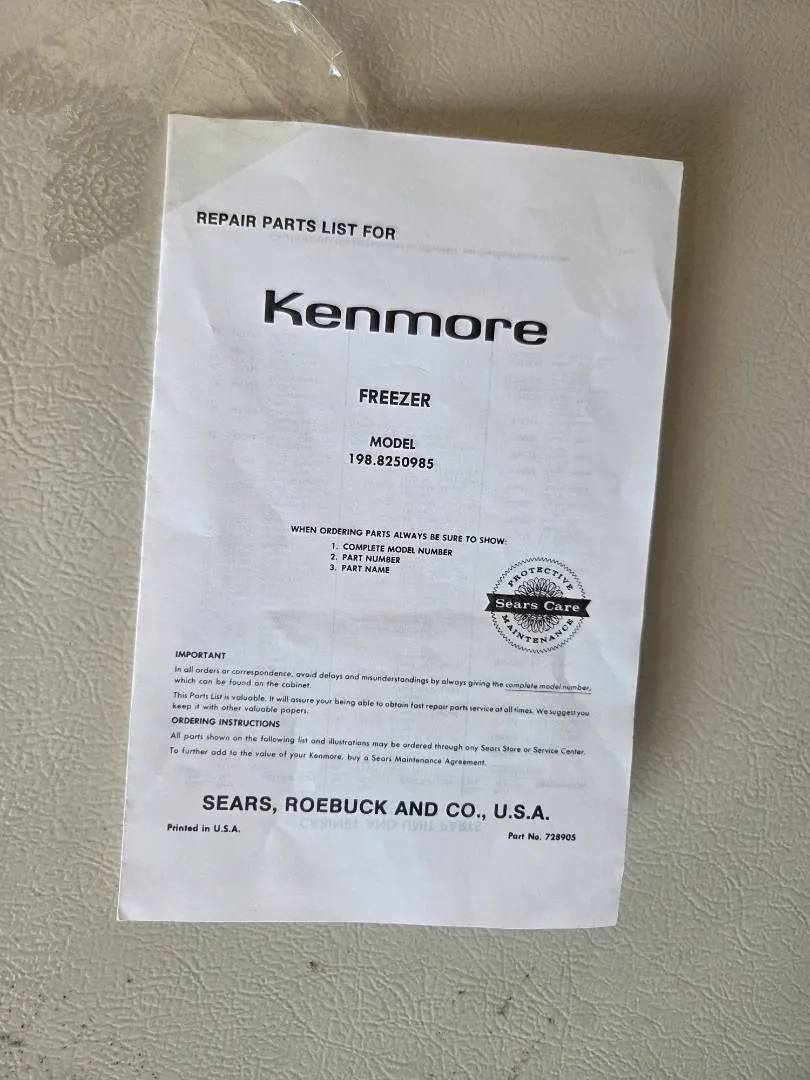 REPAIR PARTS LIST FOR
Kenmore
FREEZER
MODEL
198.8250985
WHEN ORDERING PARTS ALWAYS BE SURE TO SHOW:
1. COMPLETE MODEL NUMBER
2. PART NUMBER
3. PART NAME
PROTECTIVE
Sears Care
MAINTENANCE
IMPORTANT
In all orders or correspondence, avoid delays and misunderstandings by always giving the complete model number,
which can be found on the cabinet.
This Parts List is valuable. It will assure your being able to obtain fast repair parts service at all times. We suggest you
keep it with other valuable papers.
ORDERING INSTRUCTIONS
All parts shown on the following list and illustrations may be ordered through any Sears Store or Service Center.
To further add to the value of your Kenmore, buy a Sears Maintenance Agreement.
SEARS, ROEBUCK AND CO., U.S.A.
CABINET AND UNIT PARTS
Printed in U.S.A.
Part No. 728905